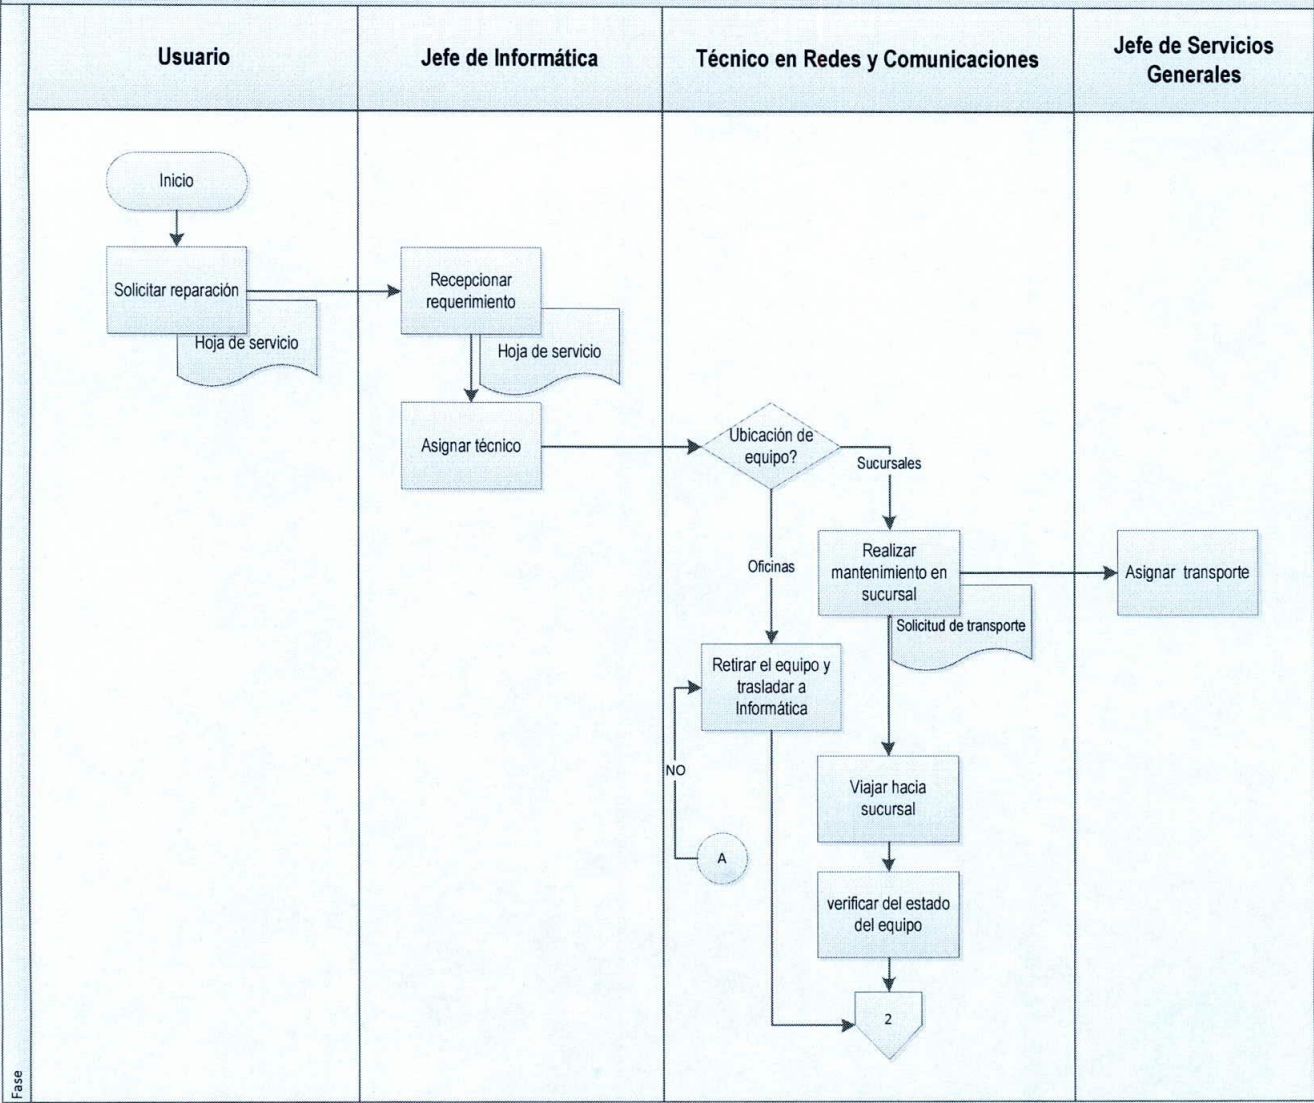 Usuario
Jefe de Informática
Técnico en Redes y Comunicaciones
Jefe de Servicios
Generales
Inicio
Solicitar reparación
Hoja de servicio
Recepcionar
requerimiento
Hoja de servicio
Asignar técnico
Ubicación de
equipo?
Sucursales
Oficinas
Realizar
mantenimiento en
sucursal
Solicitud de transporte
Asignar transporte
Retirar el equipo y
trasladar a
Informática
NO
A
Viajar hacia
sucursal
verificar del estado
del equipo
2
Fase